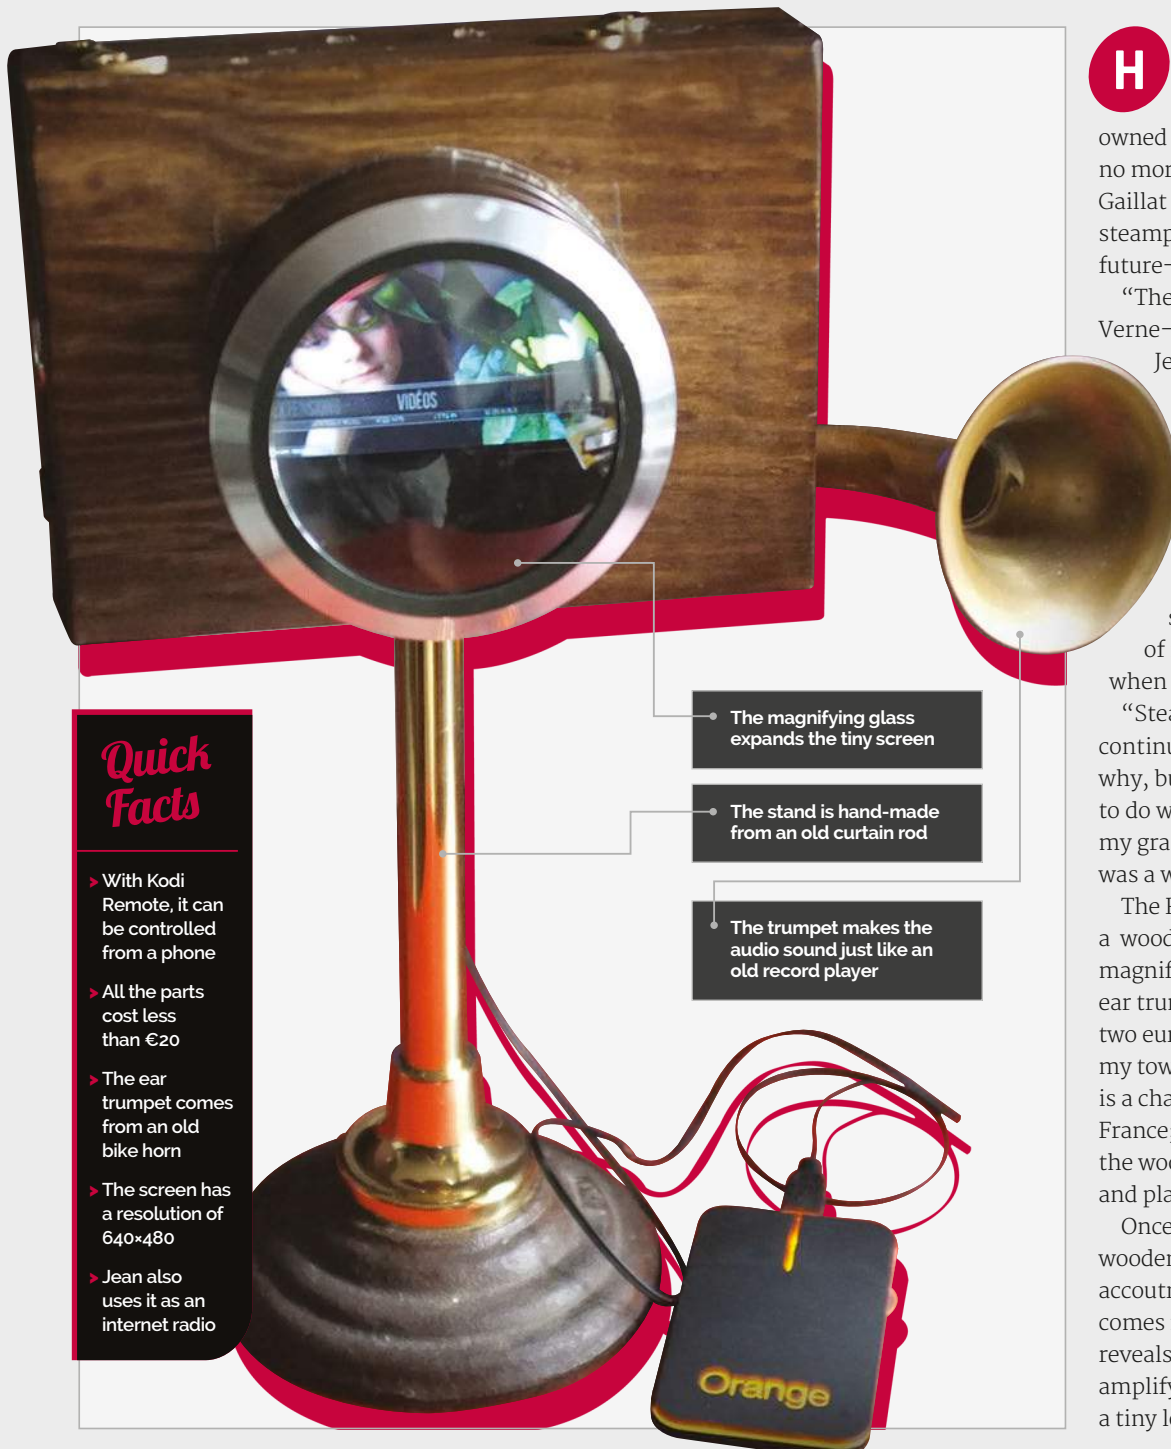 VIDÉOS
The magnifying glass
expands the tiny screen
The stand is hand-made
from an old curtain rod
The trumpet makes the
audio sound just like an
old record player
Quick
Facts
> With Kodi
Remote, it can
be controlled
from a phone
> All the parts
cost less
than €20
> The ear
trumpet comes
from an old
bike horn
> The screen has
a resolution of
640×480
> Jean also
uses it as an
internet radio
Orange
H
owned
no mor
Gaillat
steamp
future-
“The
Verne-
Je
s
of
when
“Stea
continu
why, bu
to do w
my gra
was a w
The
a wood
magnif
ear trun
two eur
my tow
is a cha
France;
the woo
and pla
Once
wooden
accoutr
comes
reveals
amplify
a tiny l